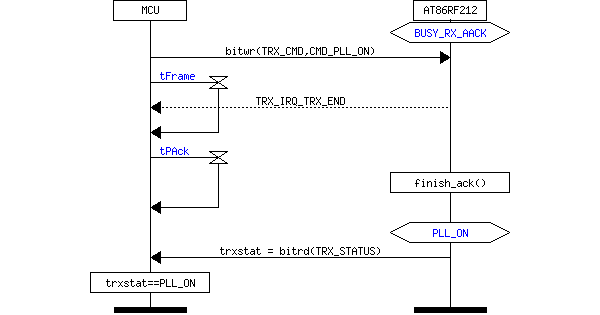 MCU
AT86RF212
BUSY_RX_AACK
bitwr(TRX_CMD,CMD_PLL_ON)
tFrame
TRX_IRQ_TRX_END
tPAck
finish_ack()
PLL_ON
trxstat = bitrd(TRX_STATUS)
trxstat==PLL_ON